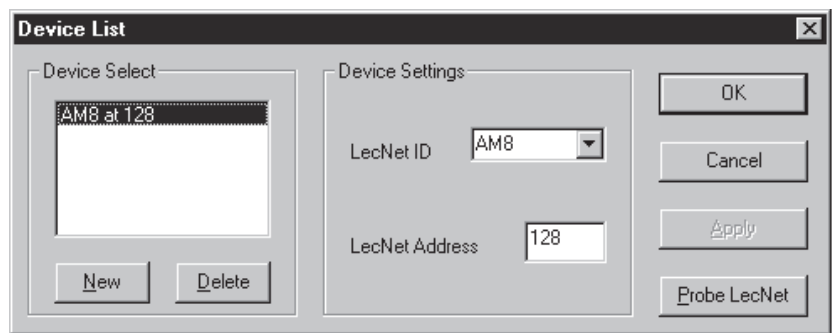 Device List
Device Select
AM8 at 128
New
Delete
Device Settings
LecNet ID
AM8
LecNet Address
128
OK
Cancel
Apply
Probe LecNet